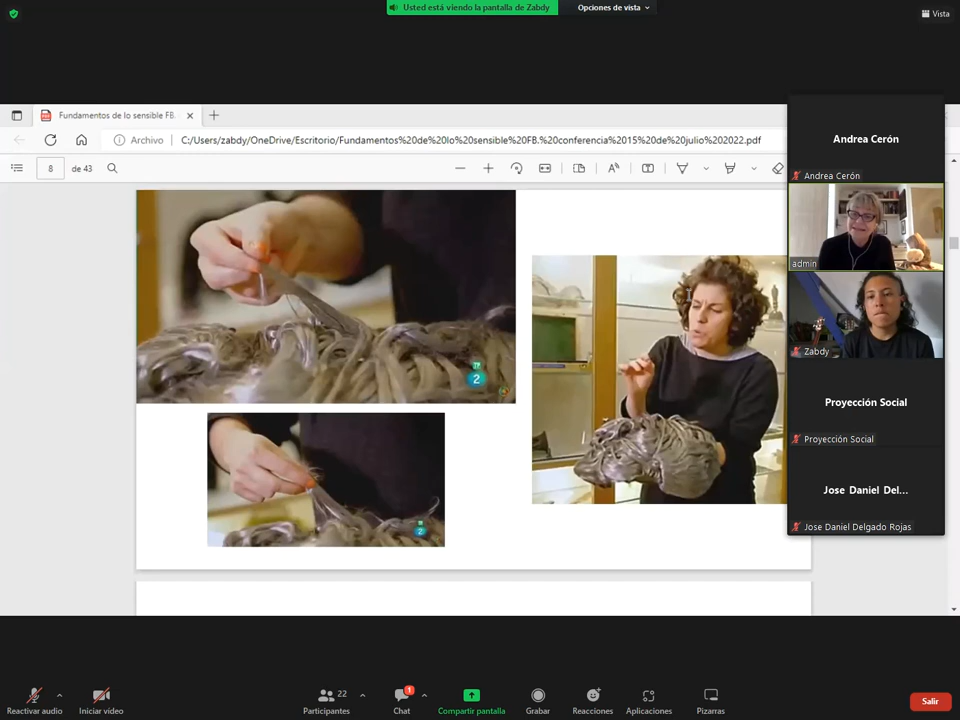 Usted está viendo la pantalla de Zabdy
Opciones de vista
Vista
Fundamentos de lo sensible FB.
Archivo
C:/Users/zabdy/OneDrive/Escritorio/Fundamentos%20de%20lo%20sensible%20FB.%20conferencia%2015%20de%20julio%202022.pdf
8
de 43
2
2
Andrea Cerón
Andrea Cerón
admin
Zabdy
Proyección Social
Proyección Social
Jose Daniel Del...
Jose Daniel Delgado Rojas
Reactivar audio
Iniciar video
22
Participantes
1
Chat
Compartir pantalla
Grabar
Reacciones
Aplicaciones
Pizarras
Salir